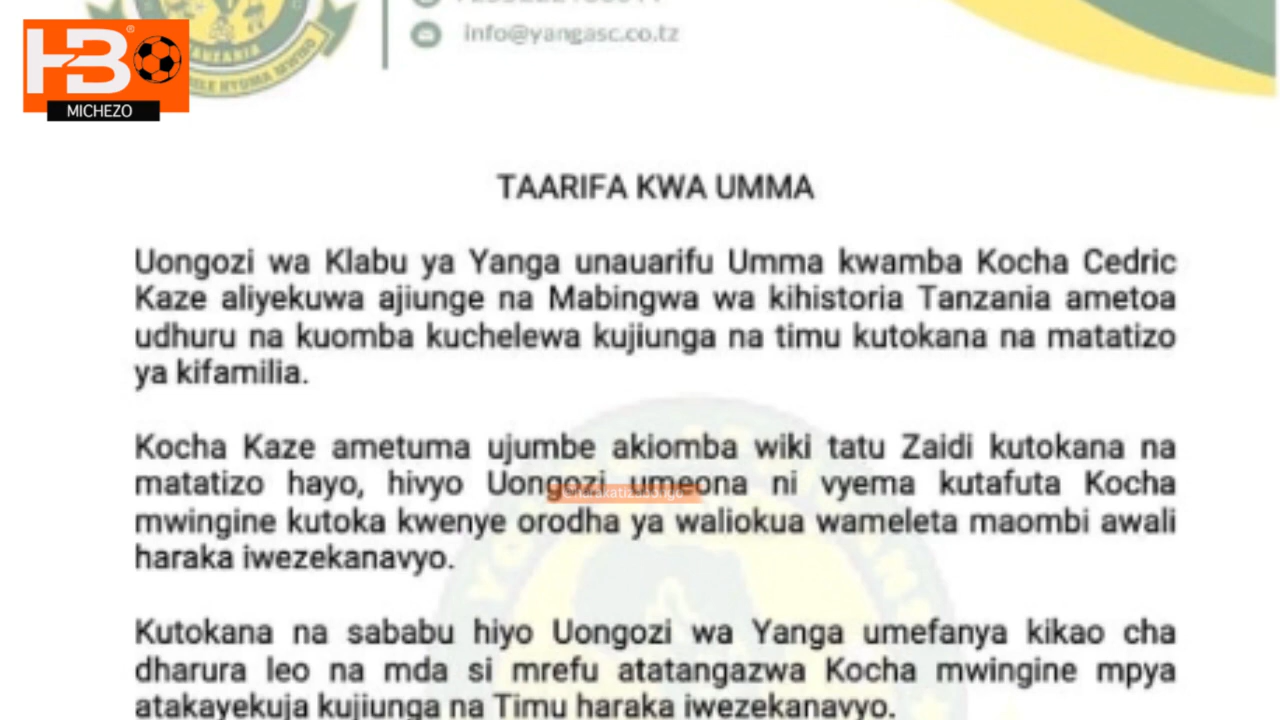 info@yangasc.co.tz
HB
MICHEZO
TANZANIA
TAARIFA KWA UMMA
Uongozi wa Klabu ya Yanga unauarifu Umma kwamba Kocha Cedric
Kaze aliyekuwa ajiunge na Mabingwa wa kihistoria Tanzania ametoa
udhuru na kuomba kuchelewa kujiunga na timu kutokana na matatizo
ya kifamilia.
Kocha Kaze ametuma ujumbe akiomba wiki tatu Zaidi kutokana na
matatizo hayo, hivyo Uongozi umeona ni vyema kutafuta Kocha
mwingine kutoka kwenye orodha ya waliokua wameleta maombi awali
haraka iwezekanavyo.
Kutokana na sababu hiyo Uongozi wa Yanga umefanya kikao cha
dharura leo na mda si mrefu atatangazwa Kocha mwingine mpya
atakayekuja kujiunga na Timu haraka iwezekanavyo.